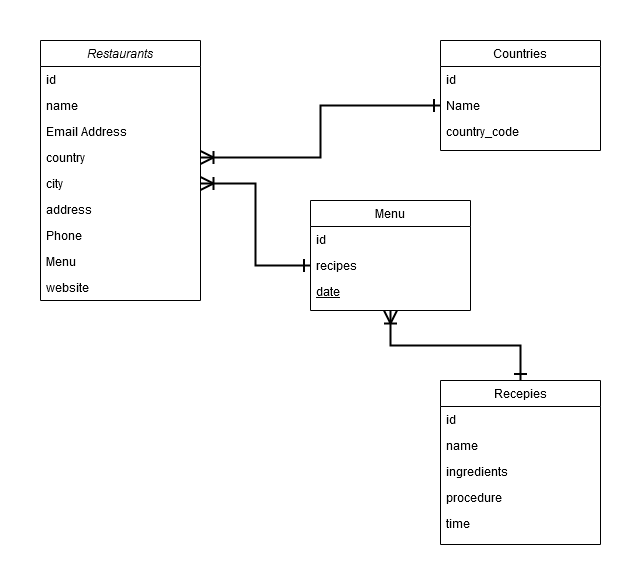 Restaurants
id
name
Email Address
country
city
address
Phone
Menu
website
Countries
id
Name
country_code
Menu
id
recipes
date
Recepies
id
name
ingredients
procedure
time